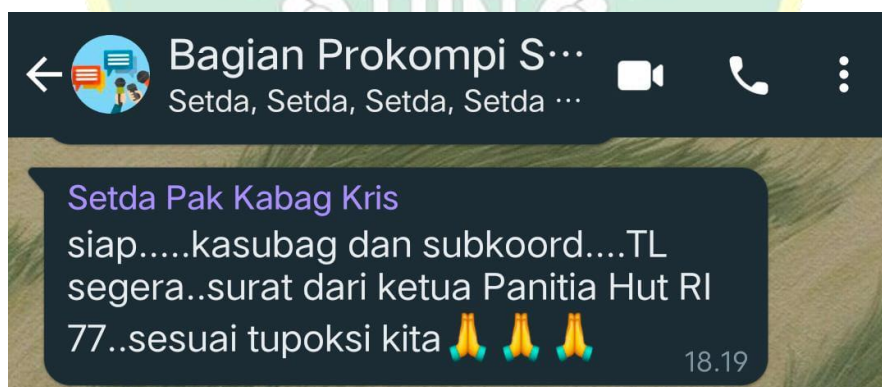 Bagian Prokompi S...
Setda, Setda, Setda, Setda ...
Setda Pak Kabag Kris
siap.....kasubag dan subkoord....TL
segera..surat dari ketua Panitia Hut RI
77..sesuai tupoksi kita🙏🙏🙏
18.19